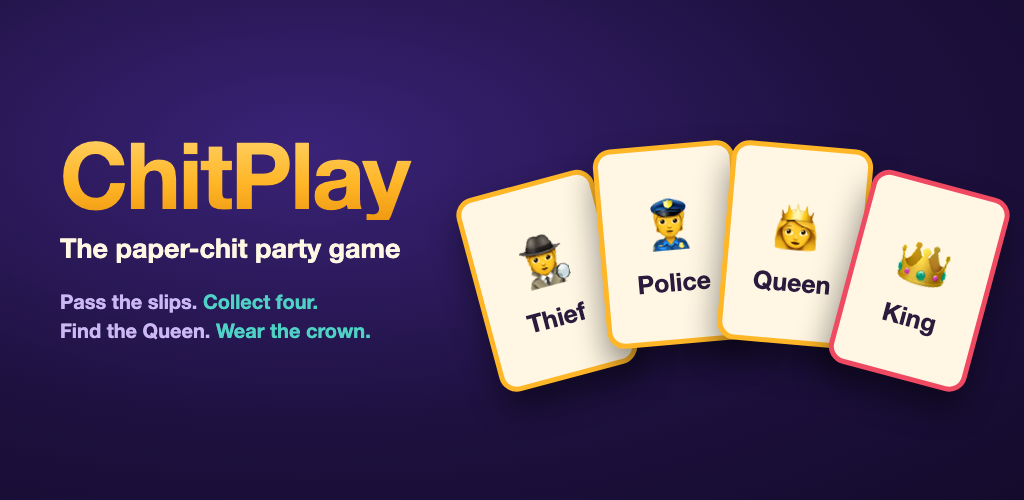 ChitPlay
The paper-chit party game
Pass the slips. Collect four.
Find the Queen. Wear the crown.
Thief
Police
Queen
King